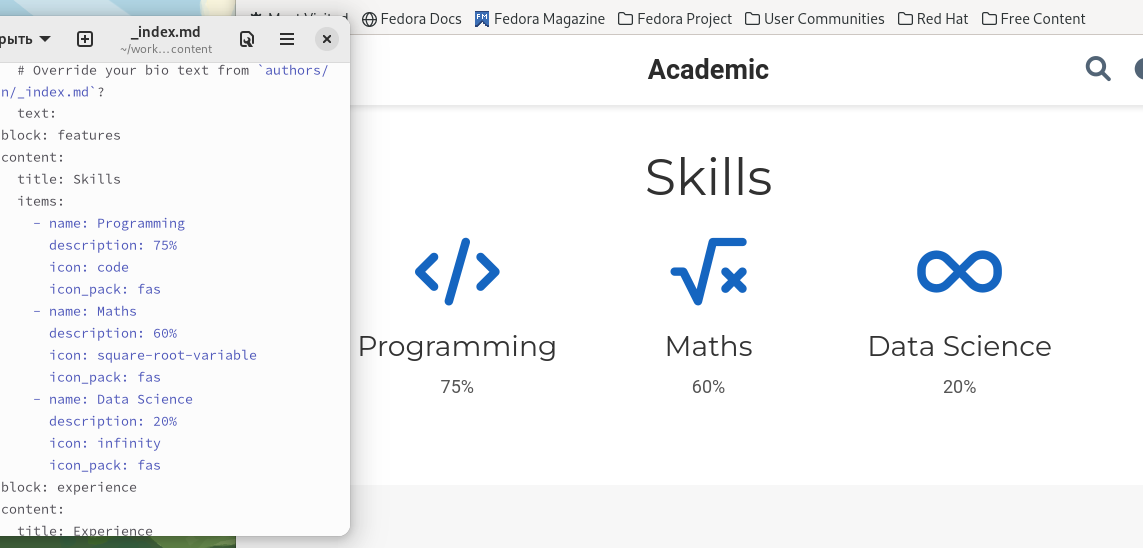 Most Visited
Fedora Docs
Fedora Magazine
Fedora Project
User Communities
Red Hat
Free Content
рыть
_index.md
~/work…content
# Override your bio text from `authors/
n/_index.md`?
text:
block: features
content:
title: Skills
items:
- name: Programming
description: 75%
icon: code
icon_pack: fas
- name: Maths
description: 60%
icon: square-root-variable
icon_pack: fas
- name: Data Science
description: 20%
icon: infinity
icon_pack: fas
block: experience
content:
title: Experience
Academic
Skills
Programming
75%
Maths
60%
Data Science
20%